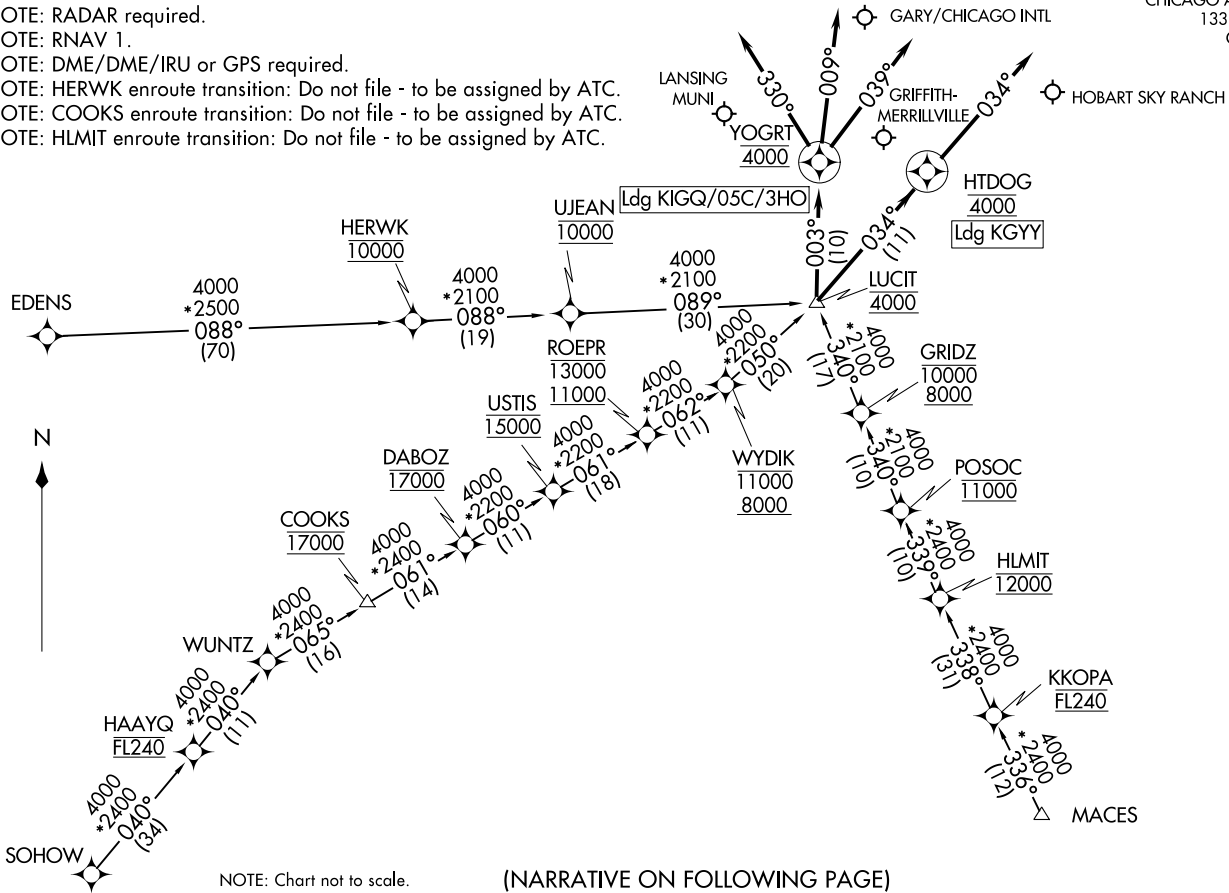 OTE: RADAR required.
OTE: RNAV 1.
OTE: DME/DME/IRU or GPS required.
OTE: HERWK enroute transition: Do not file - to be assigned by ATC.
OTE: COOKS enroute transition: Do not file - to be assigned by ATC.
OTE: HLMIT enroute transition: Do not file - to be assigned by ATC.
CHICAGO A
133
GARY/CHICAGO INTL
LANSING
MUNI
330°
009°
039°
GRIFFITH-
MERRILLVILLE
034°
HOBART SKY RANCH
YOGRT
4000
Ldg KIGQ/05C/3HO
HTDOG
4000
Ldg KGYY
003°
(10)
034°
(11)
LUCIT
4000
EDENS
4000
*2500
088°
(70)
HERWK
10000
4000
*2100
088°
(19)
UJEAN
10000
4000
*2100
089°
(30)
ROEPR
13000
11000
4000
*2200
050°
(20)
4000
*2200
062°
(11)
WYDIK
11000
8000
USTIS
15000
4000
*2200
061°
(18)
DABOZ
17000
4000
*2200
060°
(11)
COOKS
17000
4000
*2400
061°
(14)
WUNTZ
4000
*2400
065°
(16)
HAAYQ
FL240
4000
*2400
040°
(11)
4000
*2400
040°
(34)
SOHOW
4000
*2100
340°
(17)
GRIDZ
10000
8000
4000
*2100
340°
(10)
POSOC
11000
4000
*2400
339°
(10)
HLMIT
12000
4000
*2400
338°
(31)
KKOPA
FL240
4000
*2400
336°
(12)
MACES
N
NOTE: Chart not to scale.
(NARRATIVE ON FOLLOWING PAGE)